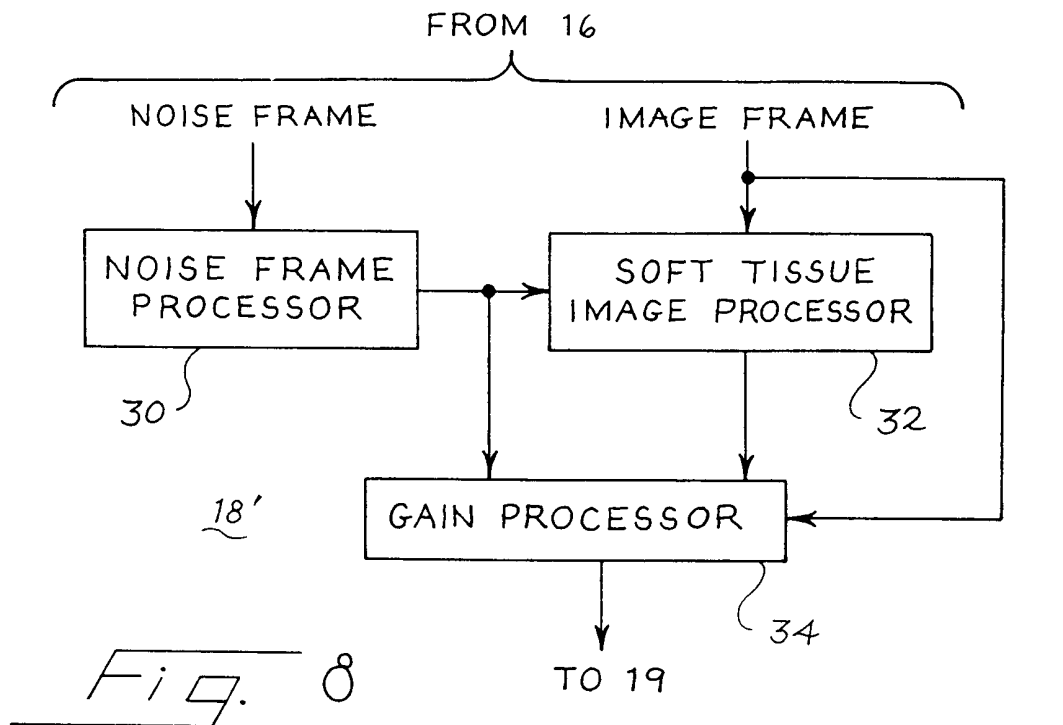 FROM 16
NOISE FRAME
IMAGE FRAME
NOISE FRAME
PROCESSOR
SOFT TISSUE
IMAGE PROCESSOR
30
32
18'
GAIN PROCESSOR
34
TO 19
Fig. 8